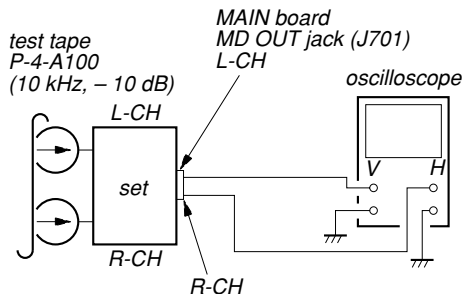 MAIN board
MD OUT jack (J701)
L-CH
test tape
P-4-A100
(10 kHz, – 10 dB)
L-CH
oscilloscope
set
V
H
R-CH
R-CH